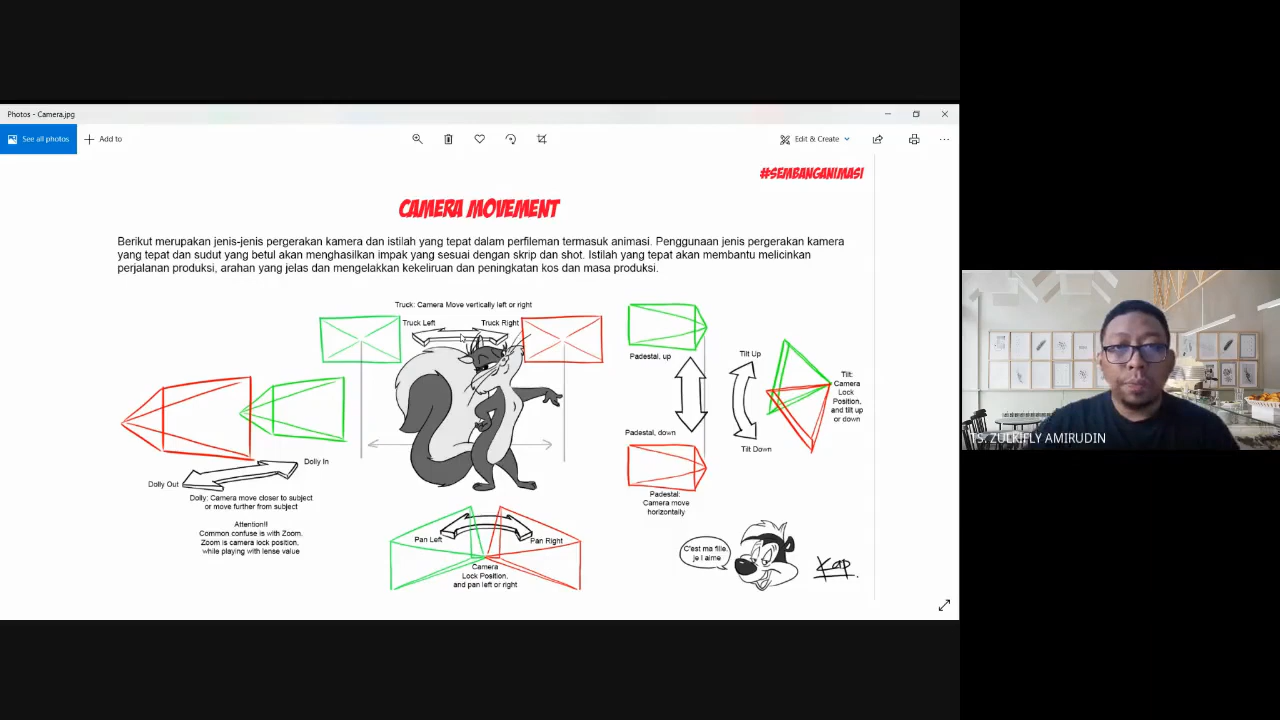 Photos - Camera.jpg
See all photos
Add to
Edit & Create
#SEMBANGANIMASI
CAMERA MOVEMENT
Berikut merupakan jenis-jenis pergerakan kamera dan istilah yang tepat dalam perfileman termasuk animasi. Penggunaan jenis pergerakan kamera
yang tepat dan sudut yang betul akan menghasilkan impak yang sesuai dengan skrip dan shot. Istilah yang tepat akan membantu melicinkan
perjalanan produksi, arahan yang jelas dan mengelakkan kekeliruan dan peningkatan kos dan masa produksi.
Truck: Camera Move vertically left or right
Truck Left
Truck Right
Padestal, up
Padestal, down
Padestal:
Camera move
horizontally
Tilt Up
Tilt Down
Tilt:
Camera
Lock
Position,
and tilt up
or down
Dolly In
Dolly Out
Dolly: Camera move closer to subject
or move further from subject
Attention!!
Common confuse is with Zoom.
Zoom is camera lock position,
while playing with lense value
Pan Left
Pan Right
Camera
Lock Position,
and pan left or right
C'est ma fille.
je l aime
Kap
TS. ZULKIFLY AMIRUDIN